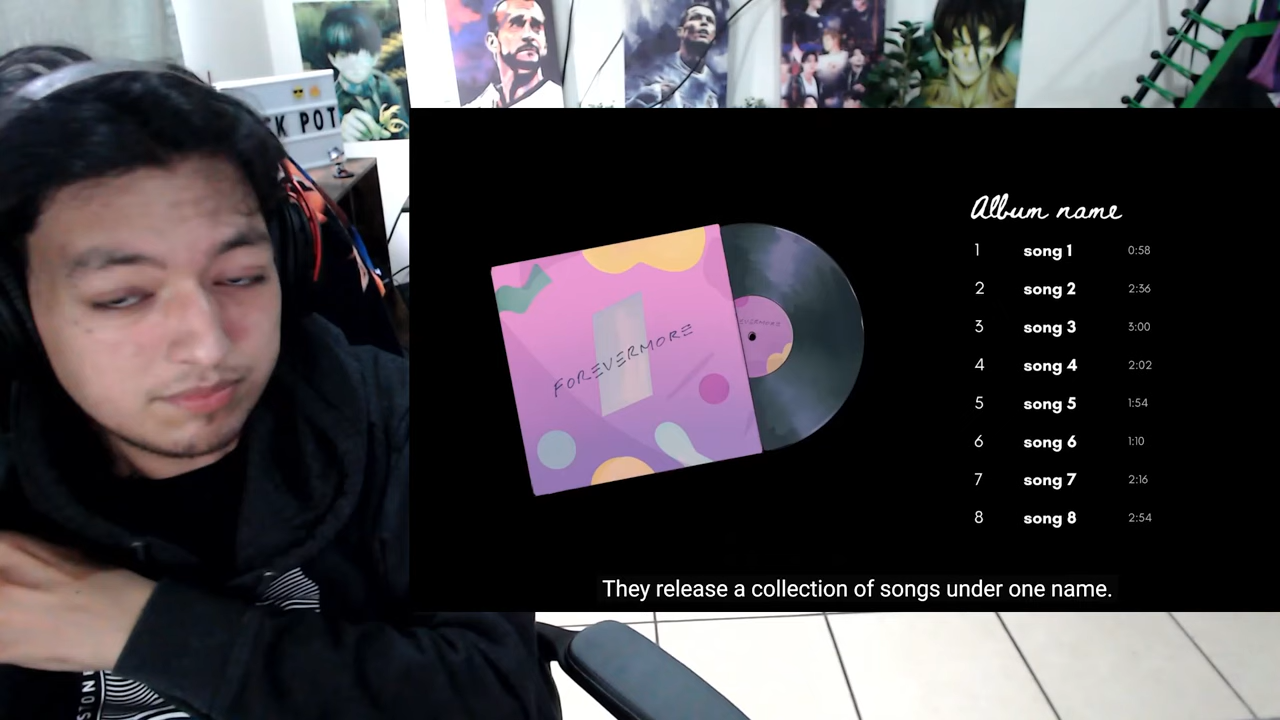 CK POT
FOREVERMORE
Album name
1 song 1 0:58
2 song 2 2:36
3 song 3 3:00
4 song 4 2:02
5 song 5 1:54
6 song 6 1:10
7 song 7 2:16
8 song 8 2:54
They release a collection of songs under one name.